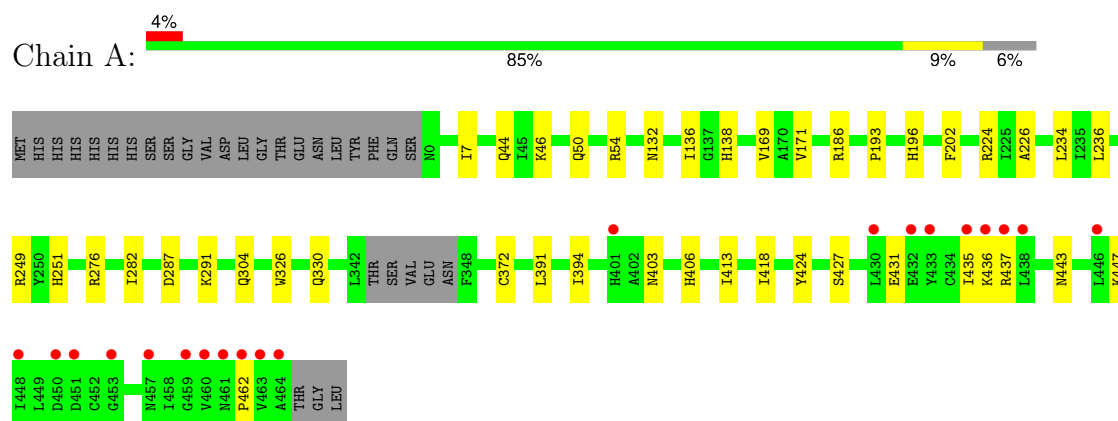 4%
Chain A:
85% 9% 6%
MET HIS HIS HIS HIS HIS HIS SER SER GLY VAL ASP LEU GLY THR GLU ASN LEU TYR PHE GLN SER N0 I7 Q44 I45 K46 Q50 R54 N132 I136 G137 H138 V169 A170 V171 R186 P193 H196 F202 R224 I225 A226 L234 I235 L236
R249 Y250 H251 R276 I282 D287 K291 Q304 W326 Q330 L342 THR SER VAL GLU ASN F348 C372 L391 I394 H401 A402 N403 H406 I413 I418 Y424 S427 L430 E431 E432 Y433 C434 I435 K436 R437 L438 N443 L446 K447
I448 L449 D450 D451 C452 G453 N457 I458 G459 V460 N461 P462 V463 A464 THR GLY LEU